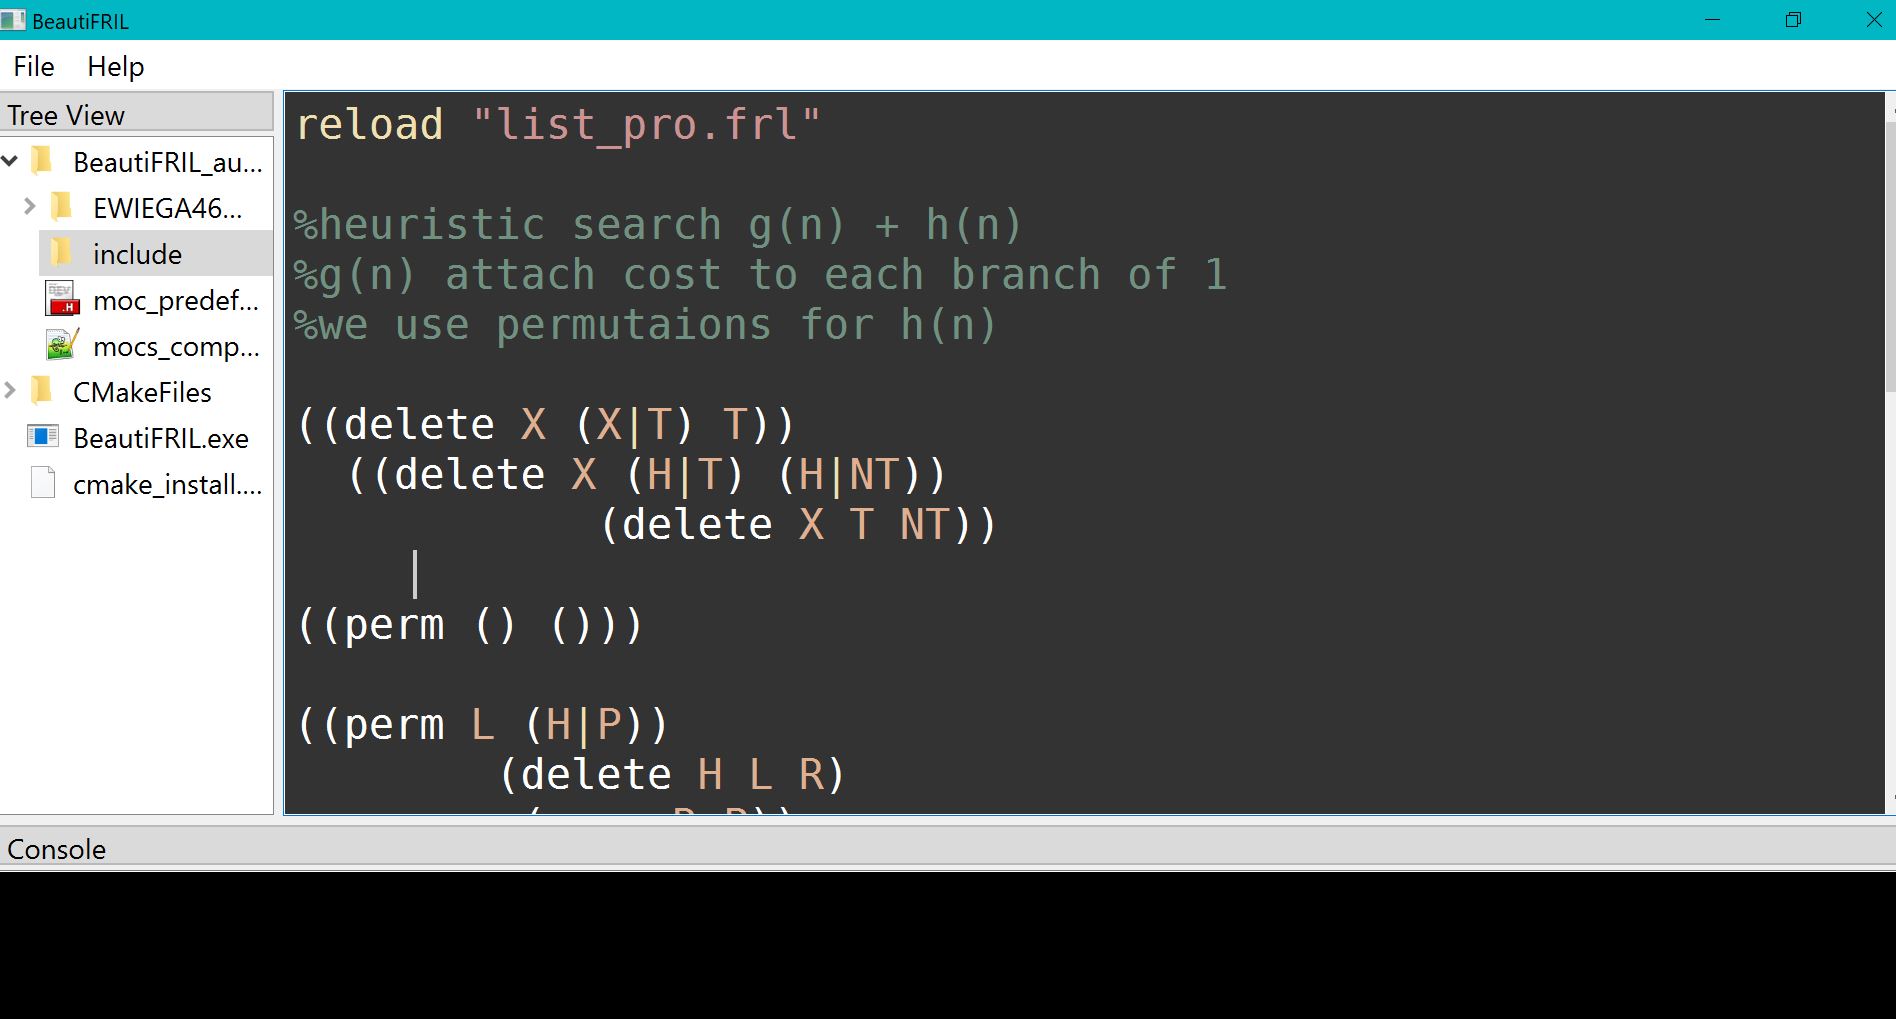 BeautiFRIL
File Help
Tree View
BeautiFRIL_au...
EWIEGA46...
include
moc_predef...
mocs_comp...
CMakeFiles
BeautiFRIL.exe
cmake_install....
reload "list_pro.frl"
%heuristic search g(n) + h(n)
%g(n) attach cost to each branch of 1
%we use permutaions for h(n)
((delete X (X|T) T))
((delete X (H|T) (H|NT))
(delete X T NT))
((perm () ()))
((perm L (H|P))
(delete H L R)
Console